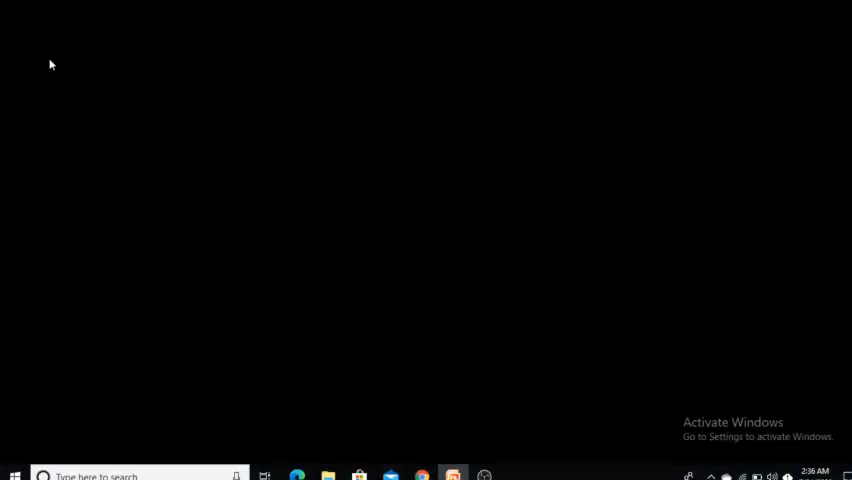 Activate Windows
Go to Settings to activate Windows.
Type here to search
2:36 AM